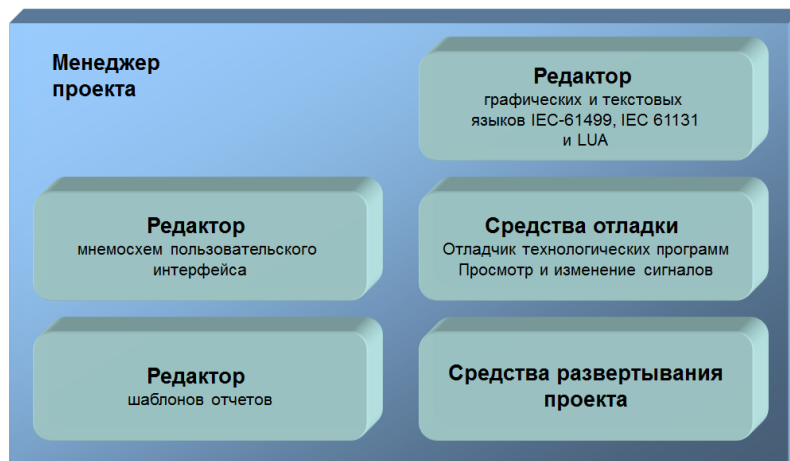 Менеджер
проекта
Редактор
графических и текстовых
языков IEC-61499, IEC 61131
и LUA
Редактор
мнемосхем пользовательского
интерфейса
Средства отладки
Отладчик технологических программ
Просмотр и изменение сигналов
Редактор
шаблонов отчетов
Средства развертывания
проекта